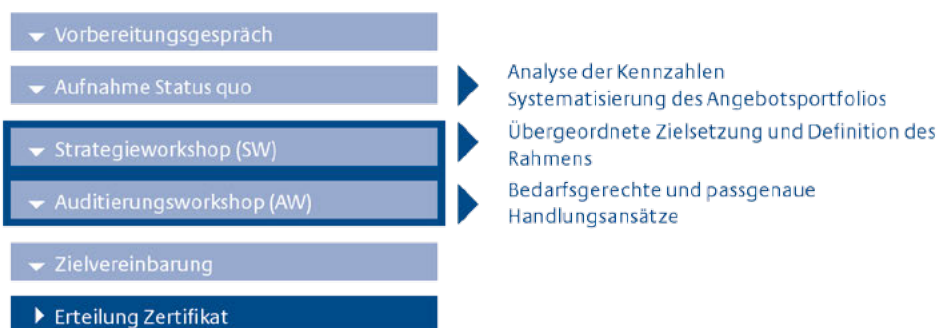 Vorbereitungsgespräch
Aufnahme Status quo
Analyse der Kennzahlen
Systematisierung des Angebotsportfolios
Strategieworkshop (SW)
Übergeordnete Zielsetzung und Definition des
Rahmens
Auditierungsworkshop (AW)
Bedarfsgerechte und passgenaue
Handlungsansätze
Zielvereinbarung
Erteilung Zertifikat